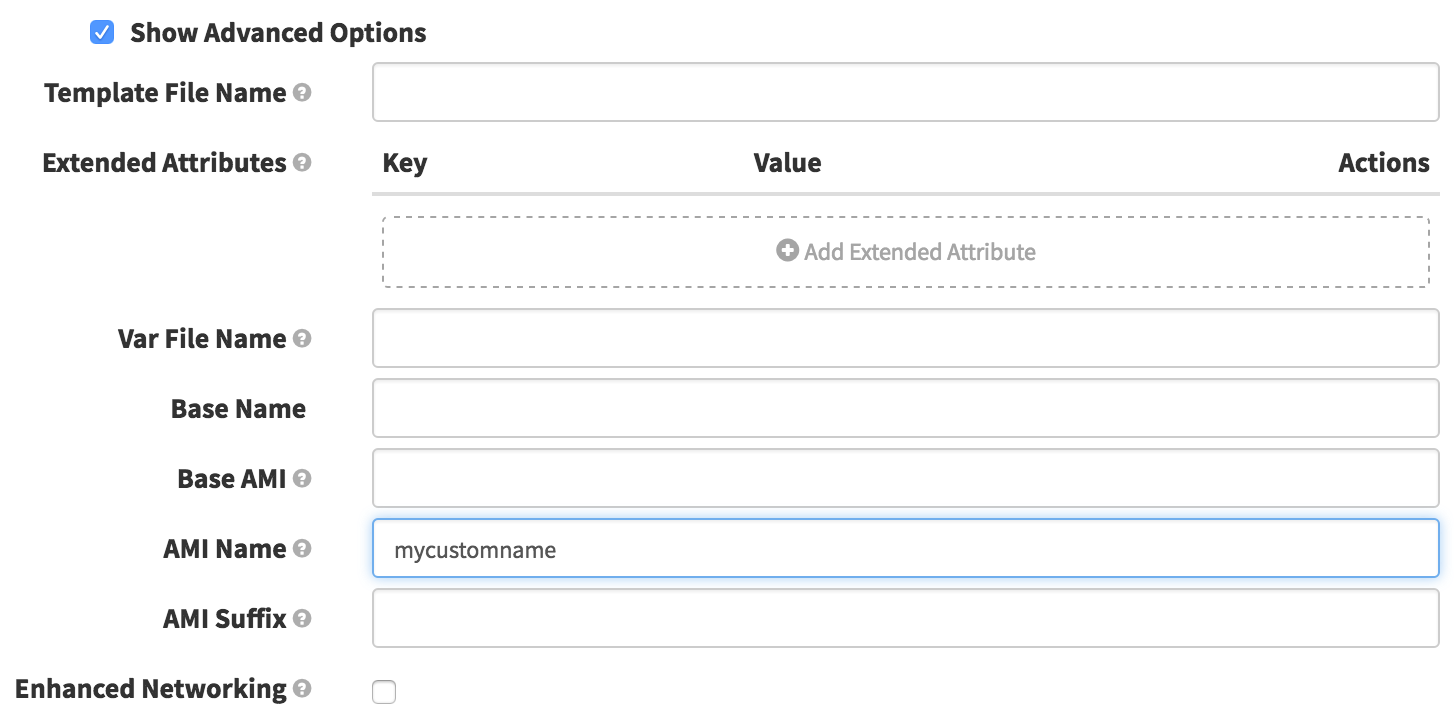 Show Advanced Options
Template File Name
Extended Attributes Key Value Actions
Add Extended Attribute
Var File Name
Base Name
Base AMI
AMI Name mycustomname
AMI Suffix
Enhanced Networking